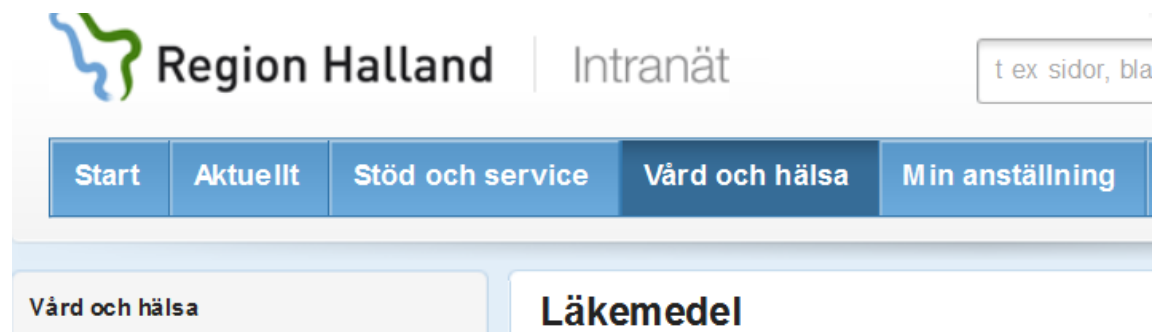 Region Halland Intranät
t ex sidor, bla
Start Aktuellt Stöd och service Vård och hälsa Min anställning
Vård och hälsa
Läkemedel